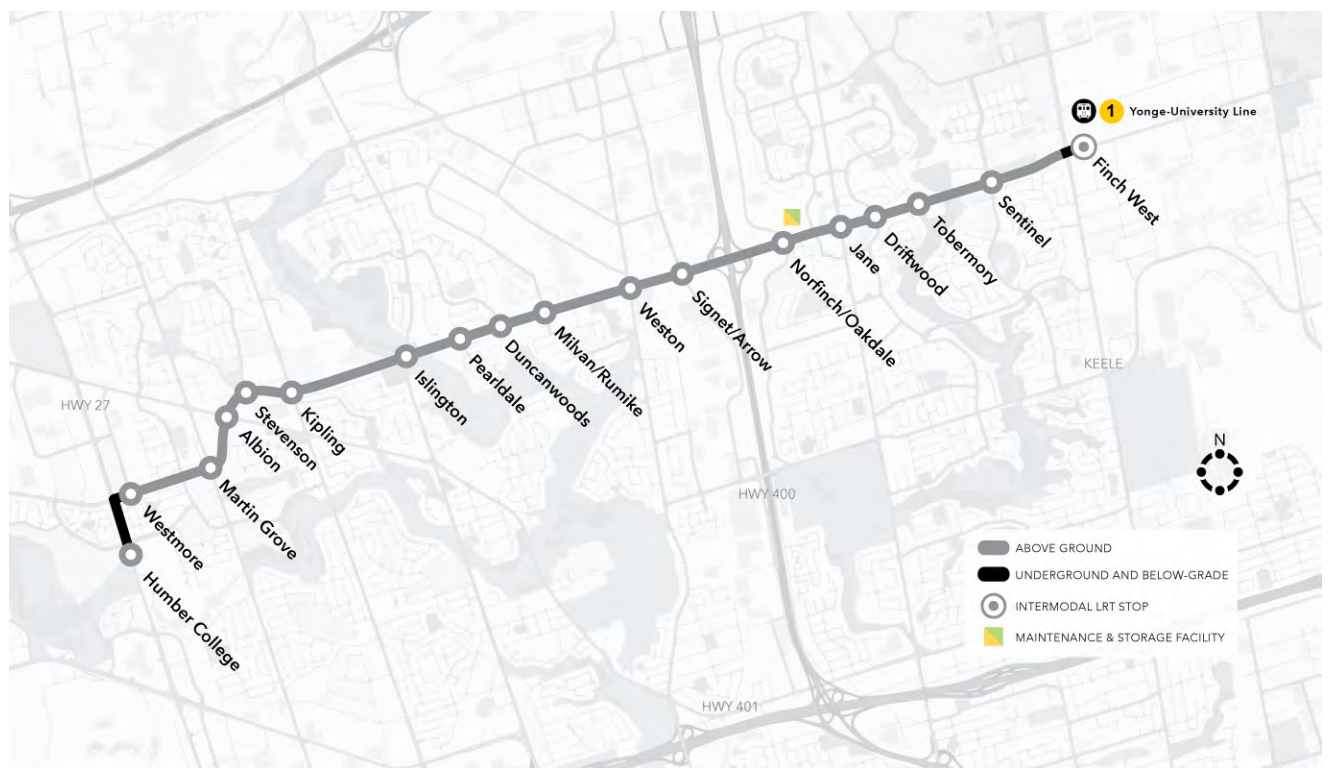 1 Yonge-University Line
Finch West
Sentinel
Tobermory
Driftwood
Jane
Norfinch/Oakdale
Signet/Arrow
Weston
Milvan/Rumike
Duncanwoods
Pearldale
Islington
Kipling
Stevenson
Albion
Martin Grove
Westmore
Humber College
HWY 27
KEELE
HWY 400
HWY 401
N
ABOVE GROUND
UNDERGROUND AND BELOW-GRADE
INTERMODAL LRT STOP
MAINTENANCE & STORAGE FACILITY